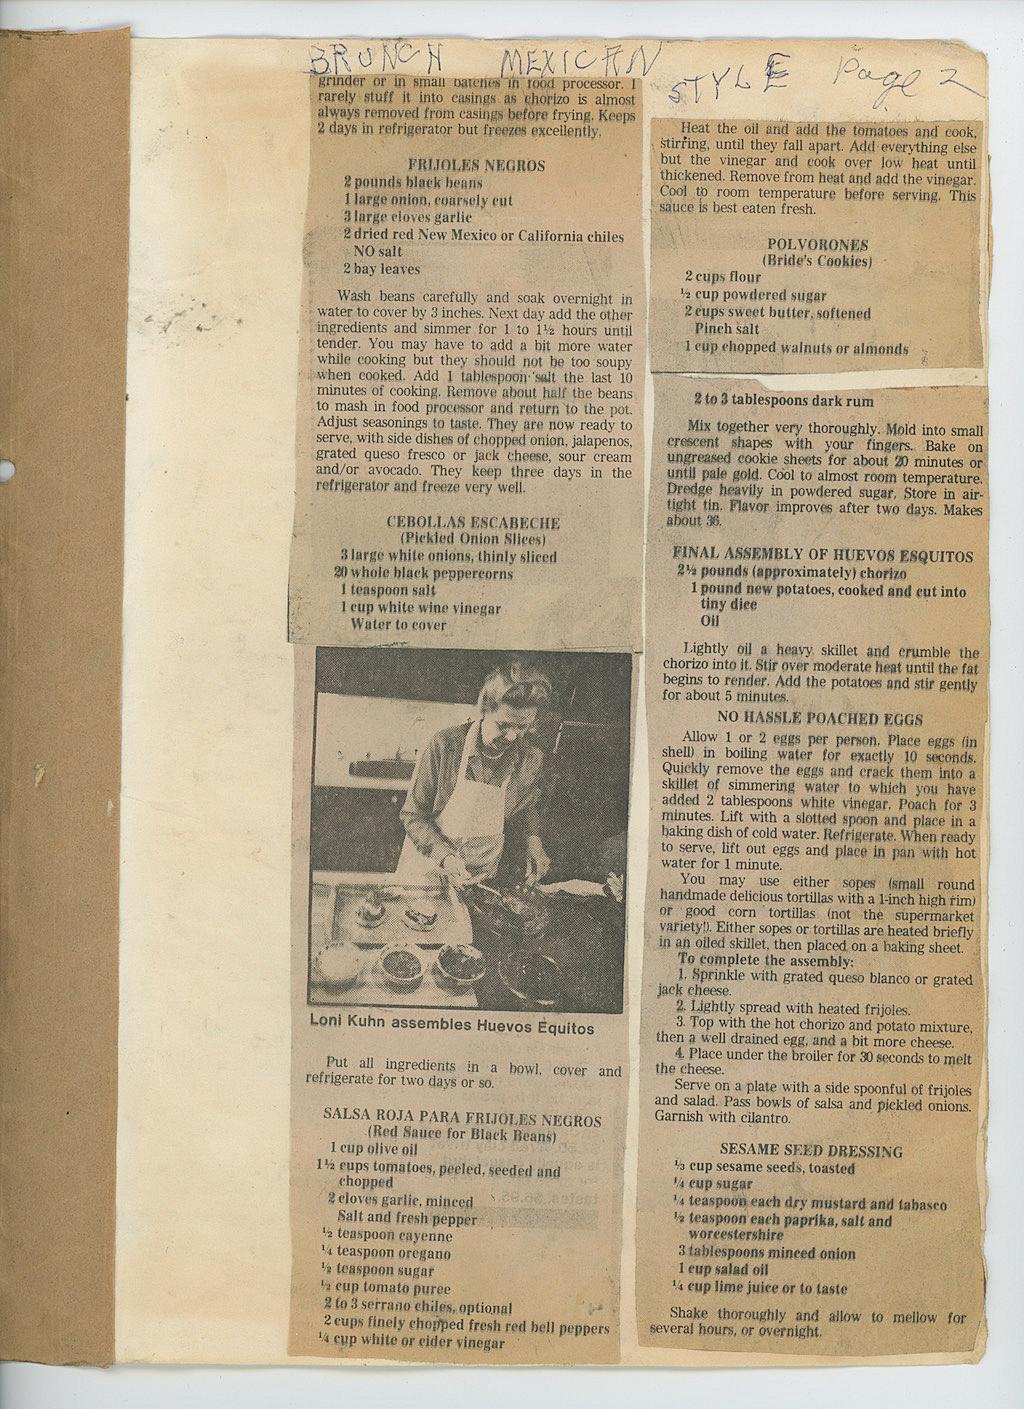 BRUNCH MEXICAN STYLE Page 2
grinder or in small batches in food processor. I
rarely stuff it into casings as chorizo is almost
always removed from casings before frying. Keeps
2 days in refrigerator but freezes excellently.
FRIJOLES NEGROS
2 pounds black beans
1 large onion, coarsely cut
3 large cloves garlic
2 dried red New Mexico or California chiles
NO salt
2 bay leaves
Wash beans carefully and soak overnight in
water to cover by 3 inches. Next day add the other
ingredients and simmer for 1 to 1½ hours until
tender. You may have to add a bit more water
while cooking but they should not be too soupy
when cooked. Add 1 tablespoon salt the last 10
minutes of cooking. Remove about half the beans
to mash in food processor and return to the pot.
Adjust seasonings to taste. They are now ready to
serve, with side dishes of chopped onion, jalapenos,
grated queso fresco or jack cheese, sour cream
and/or avocado. They keep three days in the
refrigerator and freeze very well.
CEBOLLAS ESCABECHE
(Pickled Onion Slices)
3 large white onions, thinly sliced
20 whole black peppercorns
1 teaspoon salt
1 cup white wine vinegar
Water to cover
Loni Kuhn assembles Huevos Equitos
Put all ingredients in a bowl, cover and
refrigerate for two days or so.
SALSA ROJA PARA FRIJOLES NEGROS
(Red Sauce for Black Beans)
1 cup olive oil
1½ cups tomatoes, peeled, seeded and
chopped
2 cloves garlic, minced
Salt and fresh pepper
½ teaspoon cayenne
¼ teaspoon oregano
½ teaspoon sugar
½ cup tomato puree
2 to 3 serrano chiles, optional
2 cups finely chopped fresh red bell peppers
¼ cup white or cider vinegar
Heat the oil and add the tomatoes and cook,
stirring, until they fall apart. Add everything else
but the vinegar and cook over low heat until
thickened. Remove from heat and add the vinegar.
Cool to room temperature before serving. This
sauce is best eaten fresh.
POLVORONES
(Bride's Cookies)
2 cups flour
½ cup powdered sugar
2 cups sweet butter, softened
Pinch salt
1 cup chopped walnuts or almonds
2 to 3 tablespoons dark rum
Mix together very thoroughly. Mold into small
crescent shapes with your fingers. Bake on
ungreased cookie sheets for about 20 minutes or
until pale gold. Cool to almost room temperature.
Dredge heavily in powdered sugar. Store in air-
tight tin. Flavor improves after two days. Makes
about 36.
FINAL ASSEMBLY OF HUEVOS ESQUITOS
2½ pounds (approximately) chorizo
1 pound new potatoes, cooked and cut into
tiny dice
Oil
Lightly oil a heavy skillet and crumble the
chorizo into it. Stir over moderate heat until the fat
begins to render. Add the potatoes and stir gently
for about 5 minutes.
NO HASSLE POACHED EGGS
Allow 1 or 2 eggs per person. Place eggs (in
shell) in boiling water for exactly 10 seconds.
Quickly remove the eggs and crack them into a
skillet of simmering water to which you have
added 2 tablespoons white vinegar. Poach for 3
minutes. Lift with a slotted spoon and place in a
baking dish of cold water. Refrigerate. When ready
to serve, lift out eggs and place in pan with hot
water for 1 minute.
You may use either sopes (small round
handmade delicious tortillas with a 1-inch high rim)
or good corn tortillas (not the supermarket
variety!). Either sopes or tortillas are heated briefly
in an oiled skillet, then placed on a baking sheet.
To complete the assembly:
1. Sprinkle with grated queso blanco or grated
jack cheese.
2. Lightly spread with heated frijoles.
3. Top with the hot chorizo and potato mixture,
then a well drained egg, and a bit more cheese.
4. Place under the broiler for 30 seconds to melt
the cheese.
Serve on a plate with a side spoonful of frijoles
and salad. Pass bowls of salsa and pickled onions.
Garnish with cilantro.
SESAME SEED DRESSING
⅓ cup sesame seeds, toasted
¼ cup sugar
¼ teaspoon each dry mustard and tabasco
½ teaspoon each paprika, salt and
worcestershire
3 tablespoons minced onion
1 cup salad oil
¼ cup lime juice or to taste
Shake thoroughly and allow to mellow for
several hours, or overnight.